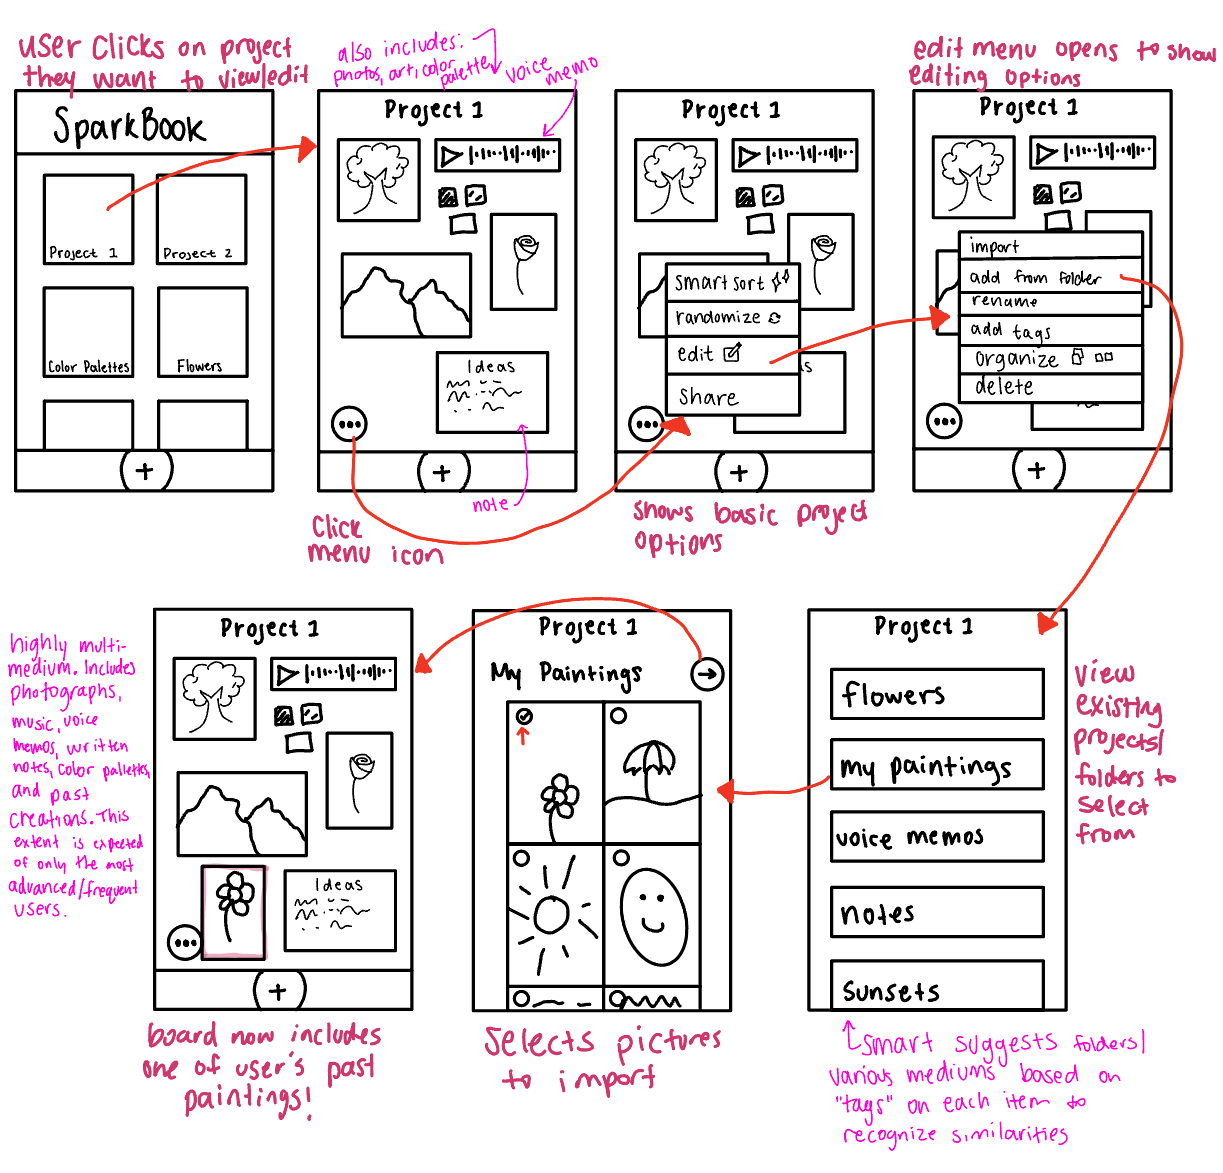 USER CLICKS on project
they want to view/edit
SparkBook
Project 1
Project 2
Color Palettes
Flowers
+
also includes:
photos, art, color
palette
voice
memo
Project 1
Ideas
note
+
Click
menu icon
Project 1
smart sort
randomize
edit
share
s
+
shows basic project
options
edit menu opens to show
editing options
Project 1
import
add from folder
rename
add tags
organize
delete
+
highly multi-
medium. Includes
photographs,
music, voice
memos, written
notes, color palettes,
and past
creations. This
extent is expected
of only the most
advanced/frequent
users.
Project 1
Ideas
+
board now includes
one of user's past
paintings!
Project 1
My Paintings
Selects pictures
to import
Project 1
flowers
my paintings
voice memos
notes
sunsets
view
existing
projects/
folders to
select
from
smart suggests folders/
various mediums based on
"tags" on each item to
recognize similarities